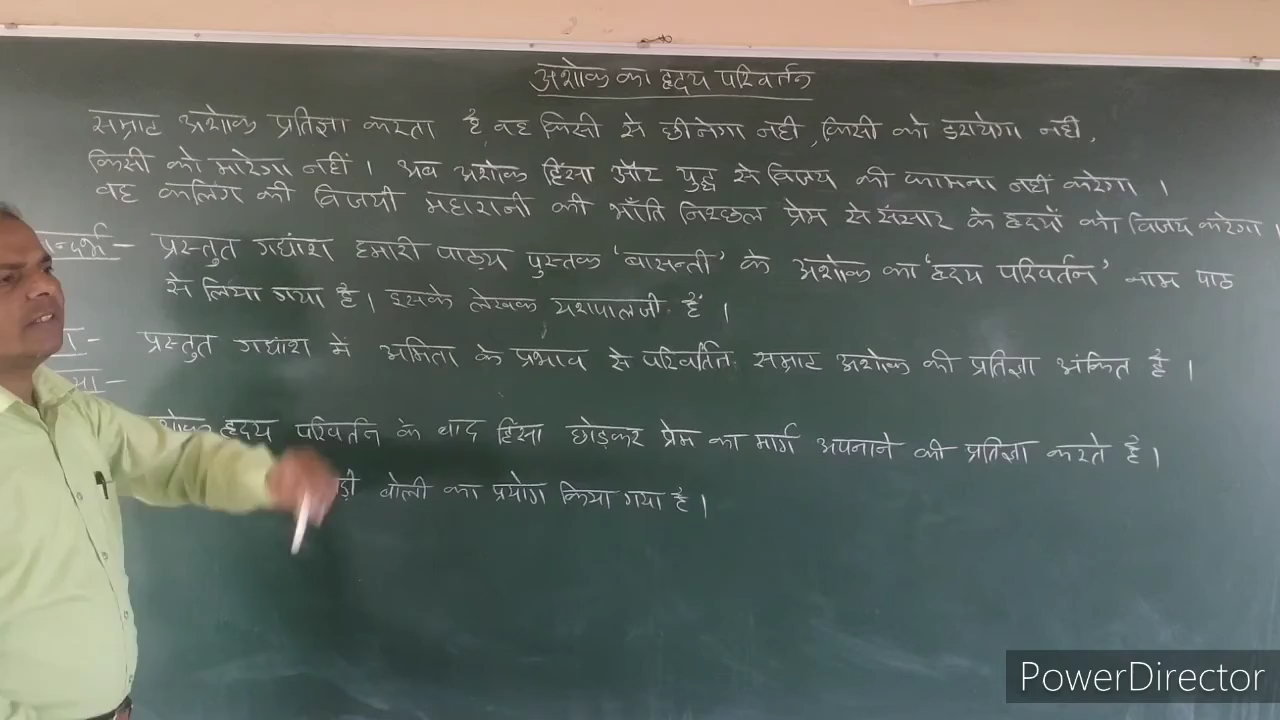 अशोक का हृदय परिवर्तन
सम्राट अशोक प्रतिज्ञा करता है, वह किसी से छीनेगा नही, किसी को डरायेगा नही,
किसी को मारेगा नहीं । अब अशोक हिंसा और युद्ध से विजय की कामना नहीं करेगा ।
वह कलिंग की विजयी महारानी की भाँति निश्छल प्रेम से संसार के हृदयों को विजय करेगा ।
प्रस्तुत गद्यांश हमारी पाठ्य पुस्तक 'बासन्ती' के अशोक का 'हृदय परिवर्तन' नाम पाठ
से लिया गया है । इसके लेखक यशपालजी हैं ।
प्रस्तुत गद्यांश में अमिता के प्रभाव से परिवर्तित सम्राट अशोक की प्रतिज्ञा अंकित है ।
हृदय परिवर्तन के बाद हिंसा छोड़कर प्रेम का मार्ग अपनाने की प्रतिज्ञा करते है ।
बोली का प्रयोग किया गया है ।
PowerDirector